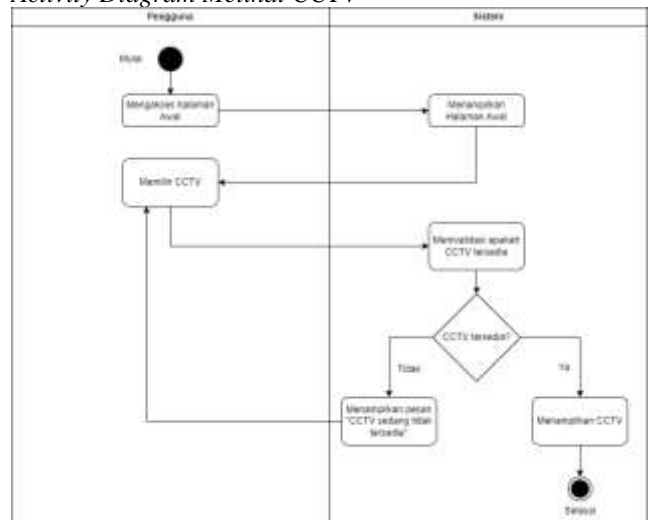 Activity Diagram Melihat CCTV
Pengguna
Sistem
Mulai
Mengakses Halaman
Awal
Menampilkan
Halaman Awal
Memilih CCTV
Memvalidasi apakah
CCTV tersedia
CCTV tersedia?
Tidak
Ya
Menampilkan pesan
"CCTV sedang tidak
tersedia"
Menampilkan CCTV
Selesai